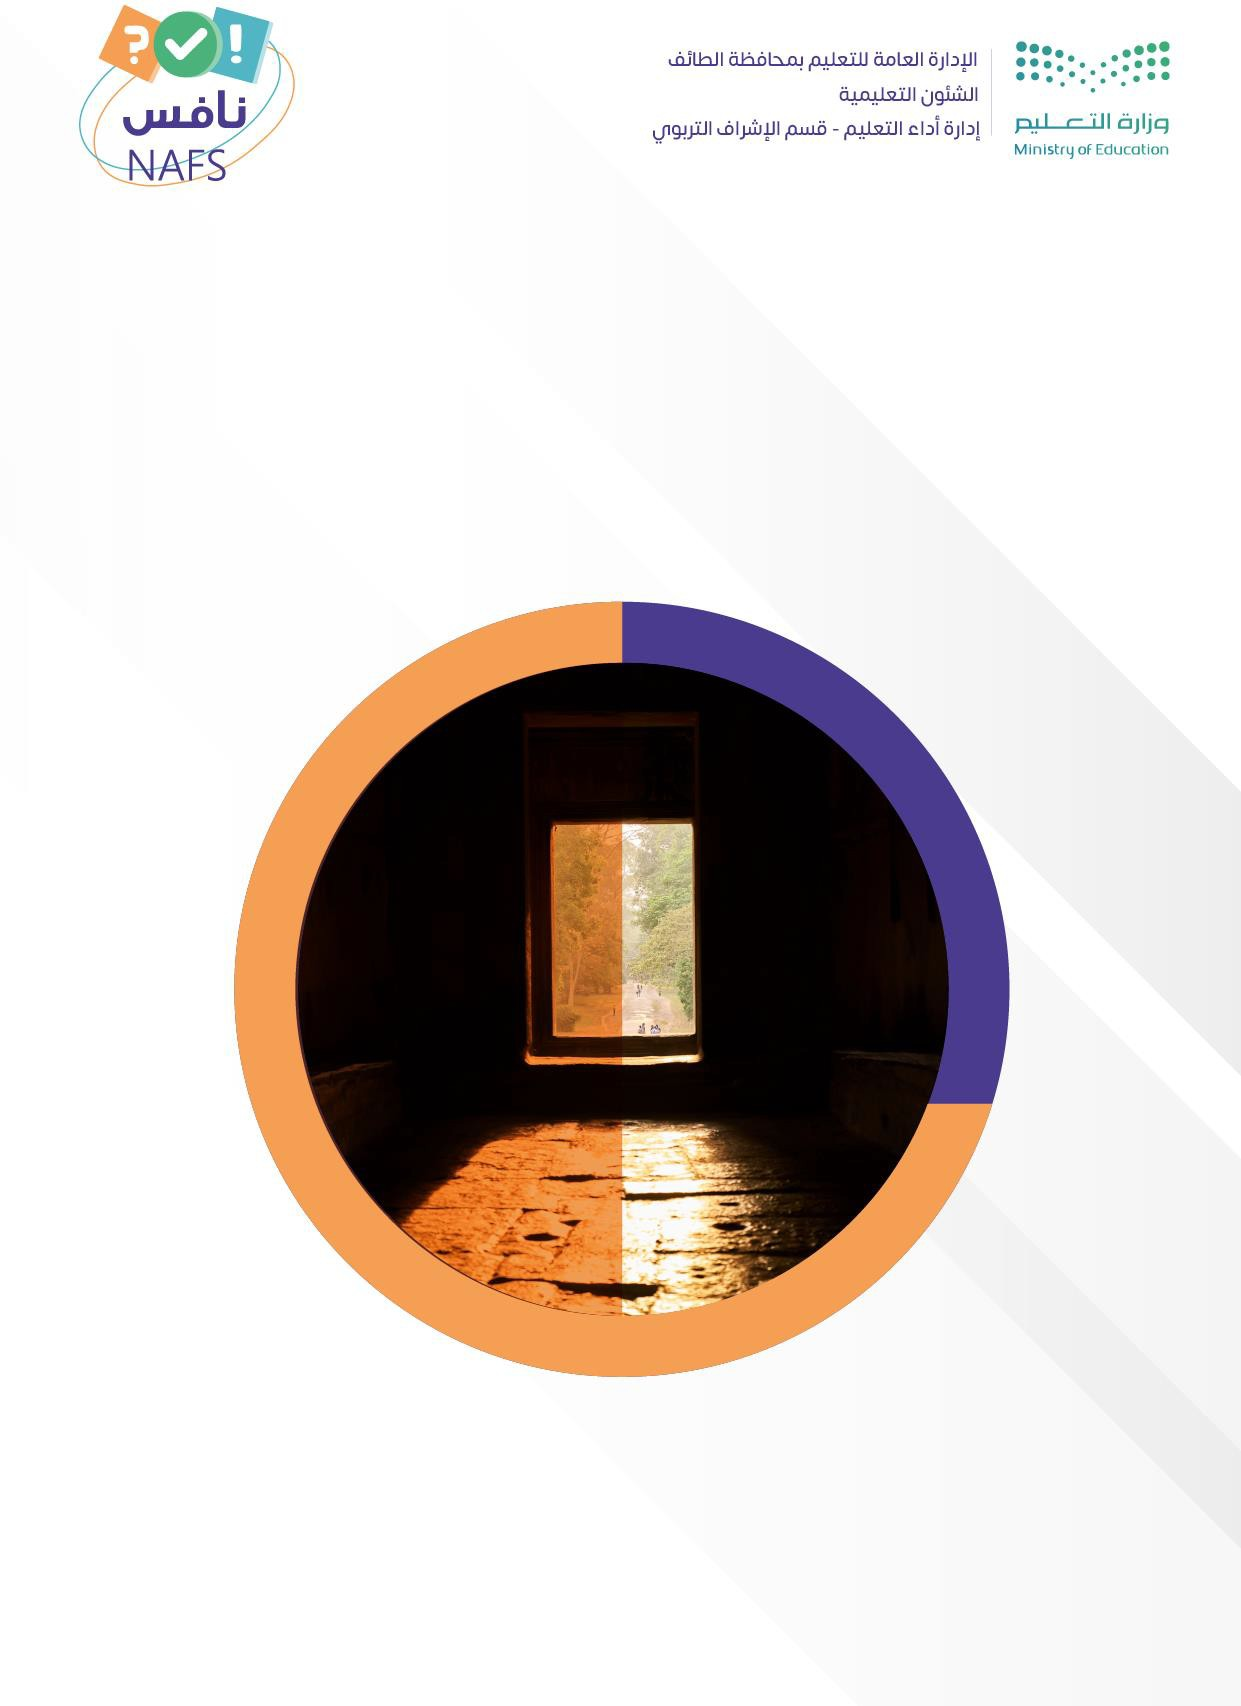 الإدارة العامة للتعليم بمحافظة الطائف
الشئون التعليمية
إدارة أداء التعليم - قسم الإشراف التربوي
وزارة التعـــليم
Ministry of Education
? !
نافس
NAFS